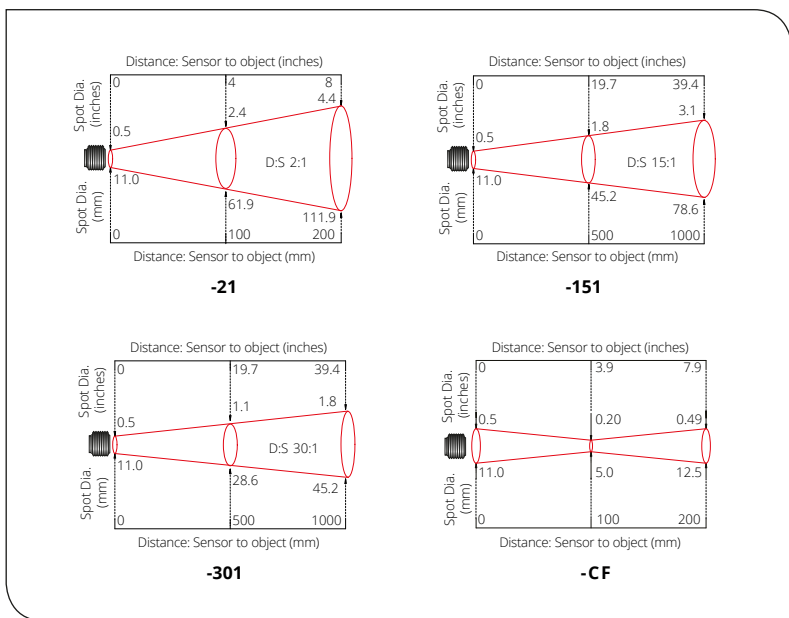 Distance: Sensor to object (inches)
0 4 8
Spot Dia.
(inches)
0.5 2.4 4.4
D:S 2:1
11.0 61.9 111.9
Spot Dia.
(mm)
0 100 200
Distance: Sensor to object (mm)
-21
Distance: Sensor to object (inches)
0 19.7 39.4
Spot Dia.
(inches)
0.5 1.8 3.1
D:S 15:1
11.0 45.2 78.6
Spot Dia.
(mm)
0 500 1000
Distance: Sensor to object (mm)
-151
Distance: Sensor to object (inches)
0 19.7 39.4
Spot Dia.
(inches)
0.5 1.1 1.8
D:S 30:1
11.0 28.6 45.2
Spot Dia.
(mm)
0 500 1000
Distance: Sensor to object (mm)
-301
Distance: Sensor to object (inches)
0 3.9 7.9
Spot Dia.
(inches)
0.5 0.20 0.49
11.0 5.0 12.5
Spot Dia.
(mm)
0 100 200
Distance: Sensor to object (mm)
-CF